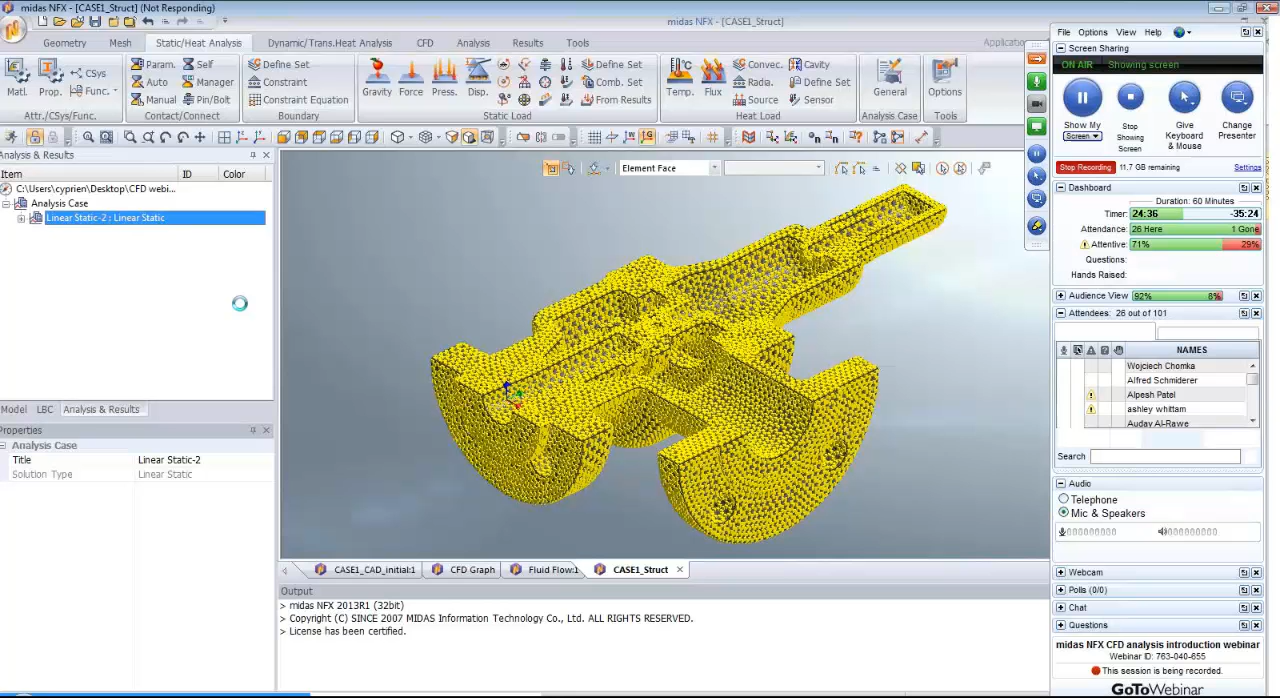 midas NFX - [CASE1_Struct] (Not Responding)
midas NFX - [CASE1_Struct]
Geometry Mesh Static/Heat Analysis Dynamic/Trans.Heat Analysis CFD Analysis Results Tools
Matl. Prop. CSys Func.
Attr./CSys/Func.
Param. Self
Auto Manager
Manual Pin/Bolt
Contact/Connect
Define Set
Constraint
Constraint Equation
Boundary
Gravity Force Press. Disp.
Define Set
Comb. Set
From Results
Static Load
Temp. Flux
Convec. Cavity
Radia. Define Set
Source Sensor
Heat Load
General
Analysis Case
Options
Tools
Analysis & Results
Item ID Color
C:\Users\cyprien\Desktop\CFD webi...
Analysis Case
Linear Static-2 : Linear Static
Model LBC Analysis & Results
Properties
Analysis Case
Title Linear Static-2
Solution Type Linear Static
Element Face
CASE1_CAD_initial:1 CFD Graph Fluid Flow:1 CASE1_Struct
Output
> midas NFX 2013R1 (32bit)
> Copyright (C) SINCE 2007 MIDAS Information Technology Co., Ltd. ALL RIGHTS RESERVED.
> License has been certified.
File Options View Help
Screen Sharing
ON AIR Showing screen
Show My Screen
Stop Showing Screen
Give Keyboard & Mouse
Change Presenter
Stop Recording 11.7 GB remaining Settings
Dashboard
Duration: 60 Minutes
Timer: 24:36 -35:24
Attendance: 26 Here 1 Gone
Attentive: 71% 29%
Questions:
Hands Raised:
Audience View 92% 8%
Attendees: 26 out of 101
NAMES
Wojciech Chomka
Alfred Schmiderer
Alpesh Patel
ashley whittam
Auday Al-Rawe
Search
Audio
Telephone
Mic & Speakers
Webcam
Polls (0/0)
Chat
Questions
midas NFX CFD analysis introduction webinar
Webinar ID: 763-040-655
This session is being recorded.
GoToWebinar